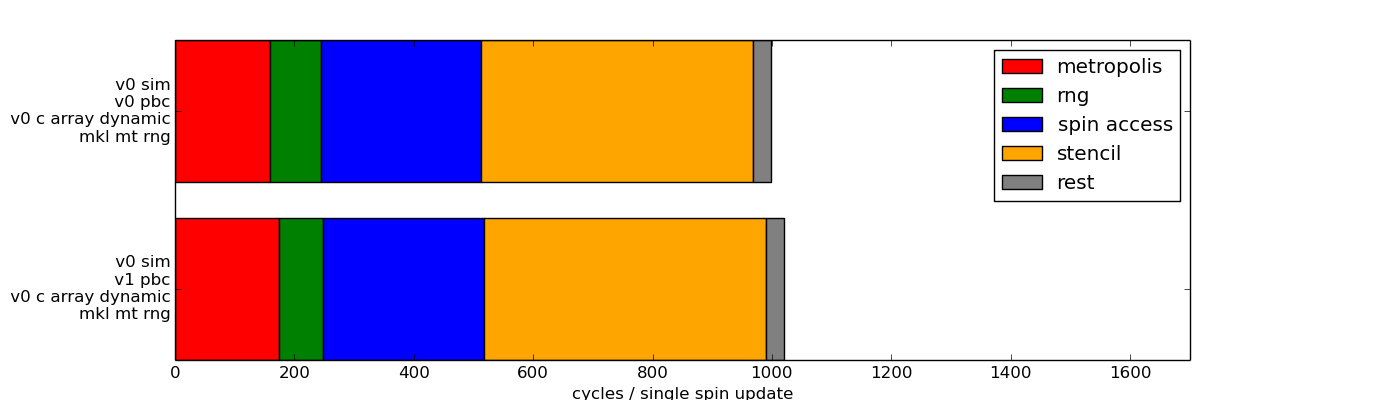 v0 sim
v0 pbc
v0 c array dynamic
mkl mt rng
metropolis
rng
spin access
stencil
rest
v0 sim
v1 pbc
v0 c array dynamic
mkl mt rng
0 200 400 600 800 1000 1200 1400 1600
cycles / single spin update